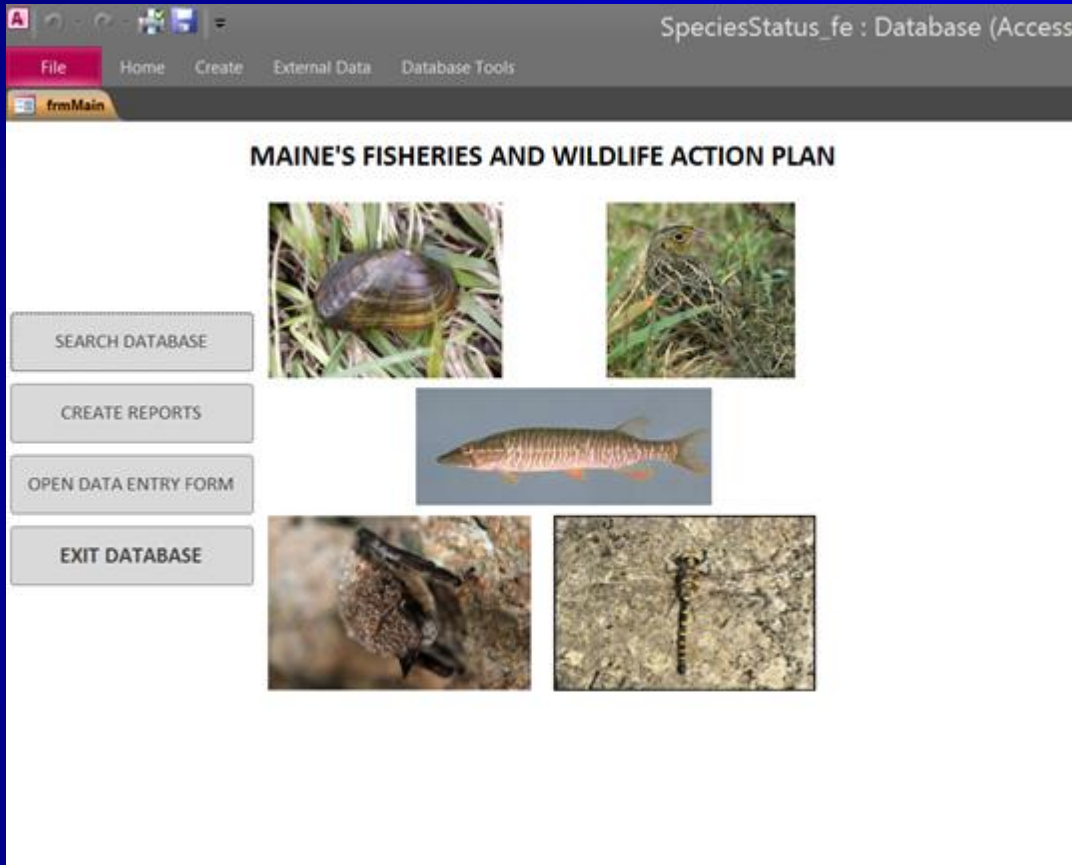 A
SpeciesStatus_fe : Database (Access
File Home Create External Data Database Tools
frmMain
MAINE'S FISHERIES AND WILDLIFE ACTION PLAN
SEARCH DATABASE
CREATE REPORTS
OPEN DATA ENTRY FORM
EXIT DATABASE